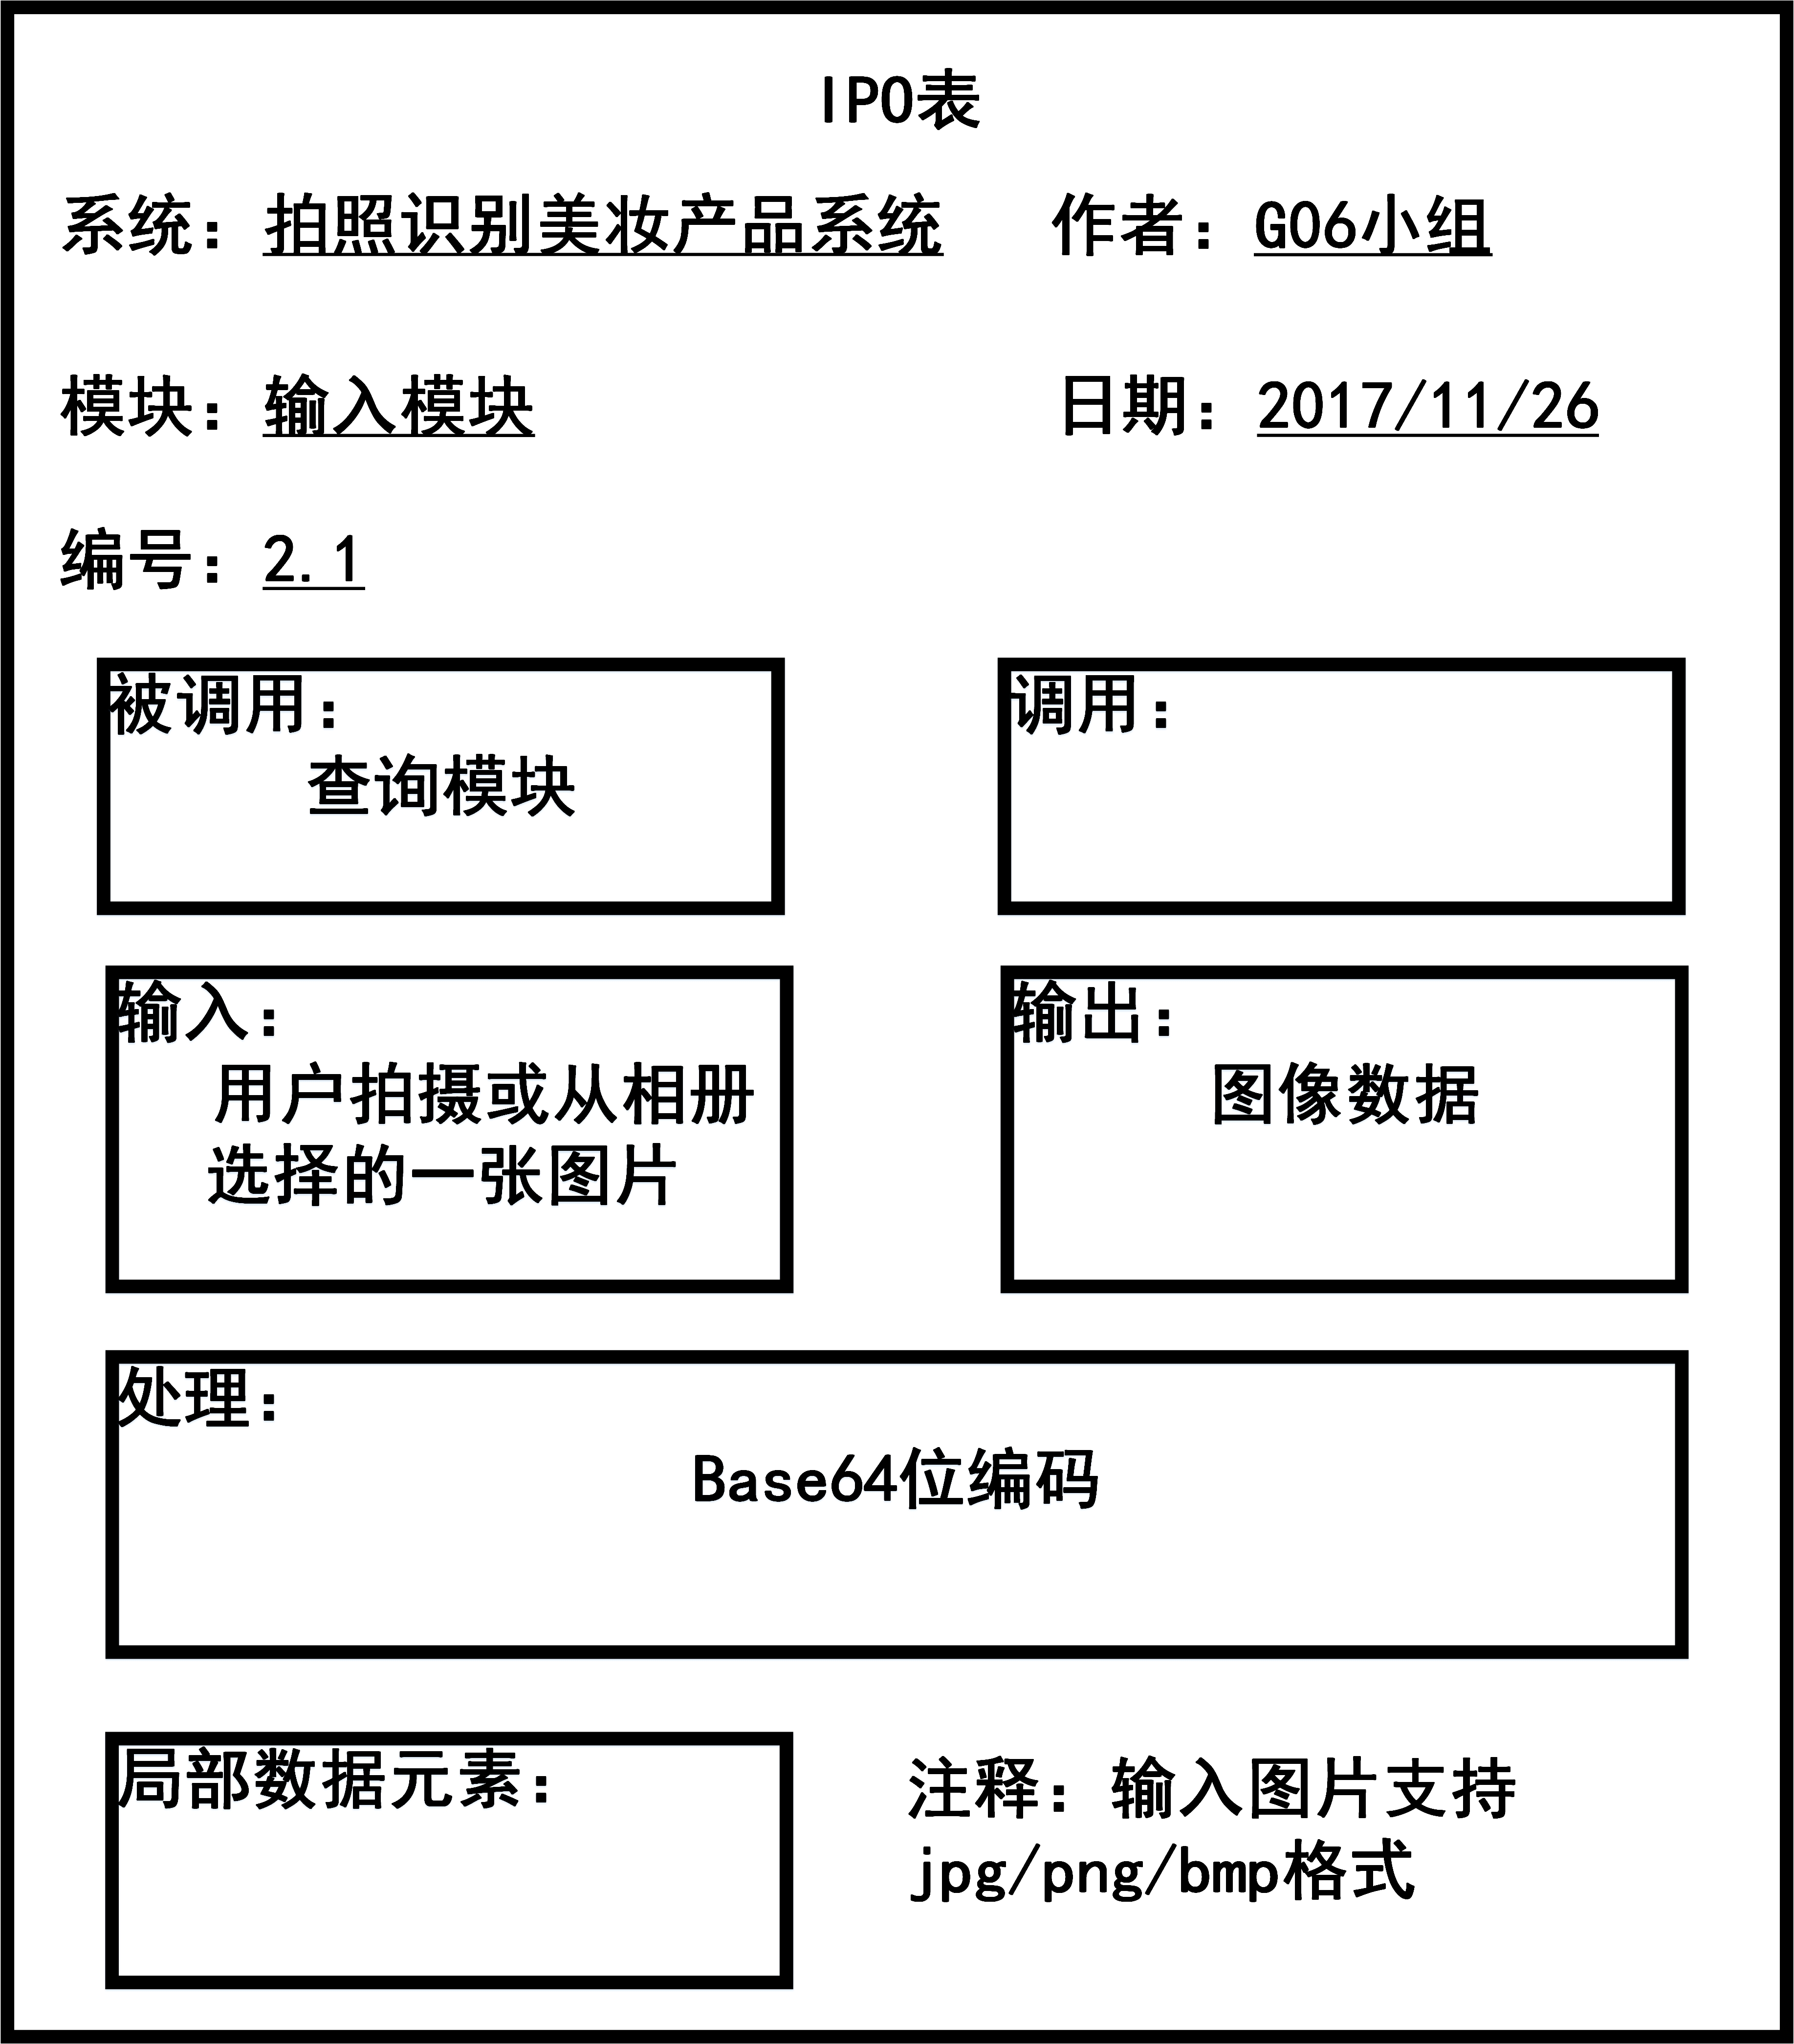 IPO表
系统：拍照识别美妆产品系统 作者：G06小组
模块：输入模块 日期：2017/11/26
编号：2.1
被调用：
查询模块
调用：
输入：
用户拍摄或从相册
选择的一张图片
输出：
图像数据
处理：
Base64位编码
局部数据元素：
注释：输入图片支持
jpg/png/bmp格式